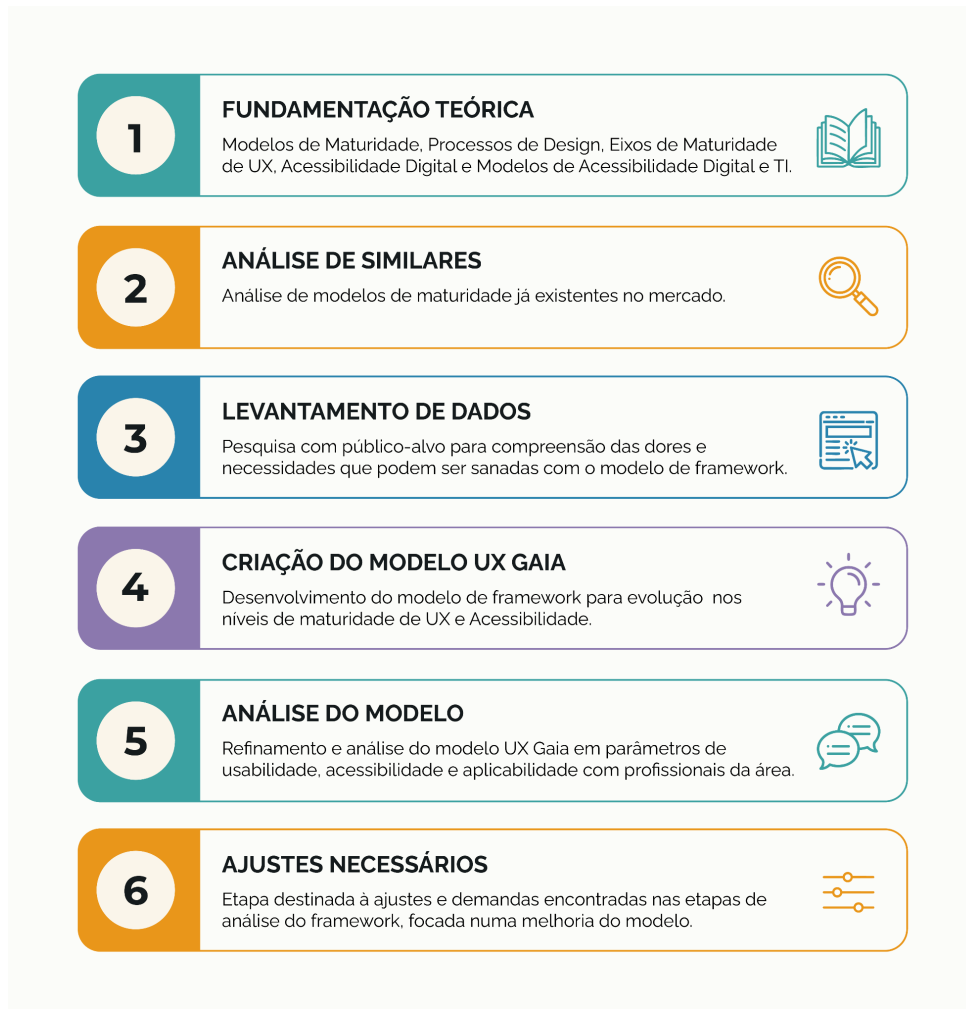 1
FUNDAMENTAÇÃO TEÓRICA
Modelos de Maturidade, Processos de Design, Eixos de Maturidade
de UX, Acessibilidade Digital e Modelos de Acessibilidade Digital e TI.
2
ANÁLISE DE SIMILARES
Análise de modelos de maturidade já existentes no mercado.
3
LEVANTAMENTO DE DADOS
Pesquisa com público-alvo para compreensão das dores e
necessidades que podem ser sanadas com o modelo de framework.
4
CRIAÇÃO DO MODELO UX GAIA
Desenvolvimento do modelo de framework para evolução  nos
níveis de maturidade de UX e Acessibilidade.
5
ANÁLISE DO MODELO
Refinamento e análise do modelo UX Gaia em parâmetros de
usabilidade, acessibilidade e aplicabilidade com profissionais da área.
6
AJUSTES NECESSÁRIOS
Etapa destinada à ajustes e demandas encontradas nas etapas de
análise do framework, focada numa melhoria do modelo.